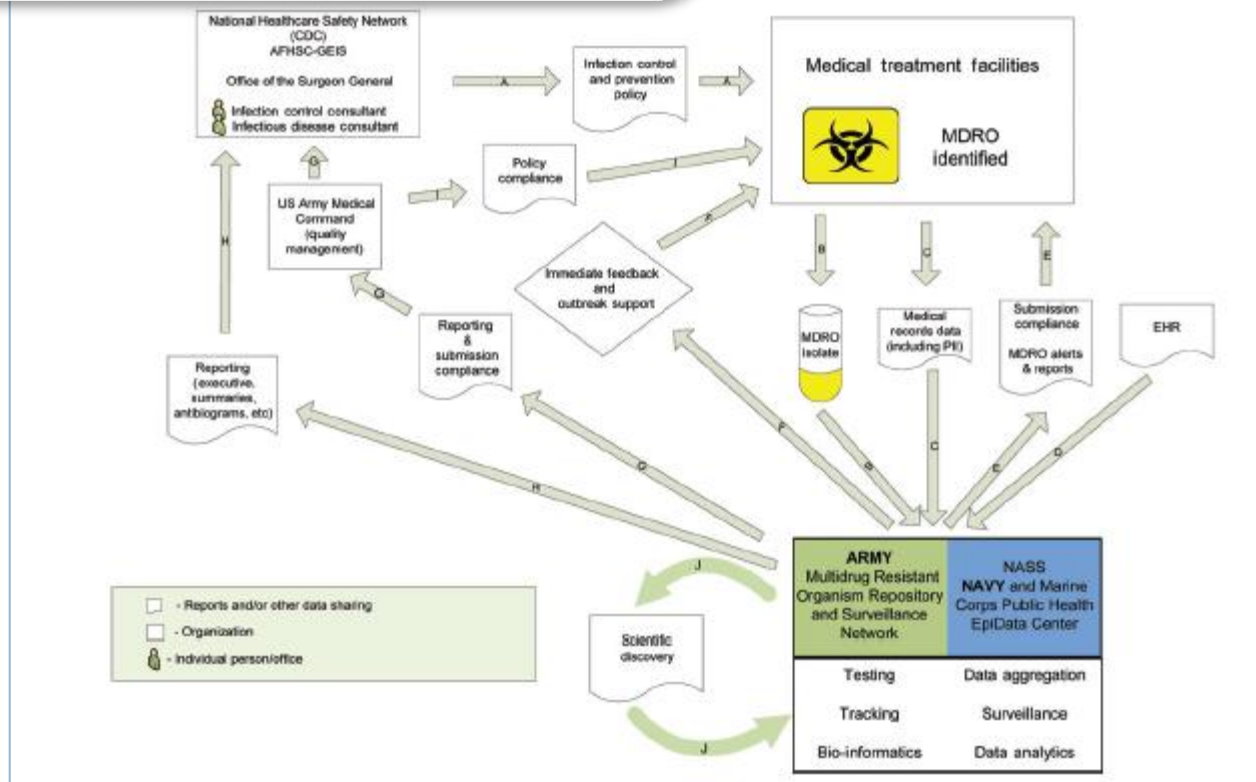 National Healthcare Safety Network
(CDC)
AFHSC-GEIS
Office of the Surgeon General
Infection control consultant
Infectious disease consultant
A
Infection control
and prevention
policy
A
Medical treatment facilities
MDRO
identified
G
Policy
compliance
I
I
US Army Medical
Command
(quality
management)
H
G
Immediate feedback
and
outbreak support
B
C
E
Reporting
&
submission
compliance
MDRO
isolate
Medical
records data
(including PII)
Submission
compliance
MDRO alerts
& reports
EHR
Reporting
(executive,
summaries,
antibiograms, etc)
F
B
C
E
D
H
ARMY
Multidrug Resistant
Organism Repository
and Surveillance
Network
NASS
NAVY and Marine
Corps Public Health
EpiData Center
J
Scientific
discovery
J
Testing
Tracking
Bio-informatics
Data aggregation
Surveillance
Data analytics
- Reports and/or other data sharing
- Organization
- Individual person/office